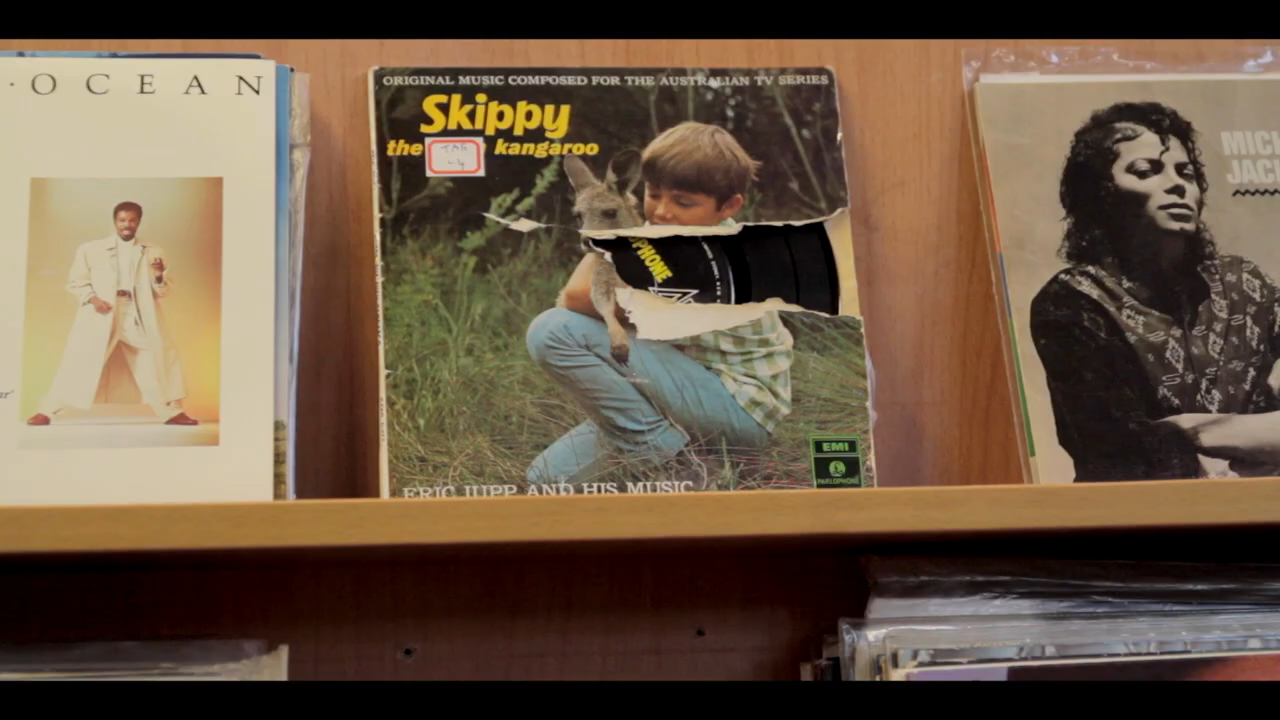 · OCEAN
ORIGINAL MUSIC COMPOSED FOR THE AUSTRALIAN TV SERIES
Skippy
the kangaroo
PHONE
EMI
PARLOPHONE
ERIC JUPP AND HIS MUSIC
MICH
JACK